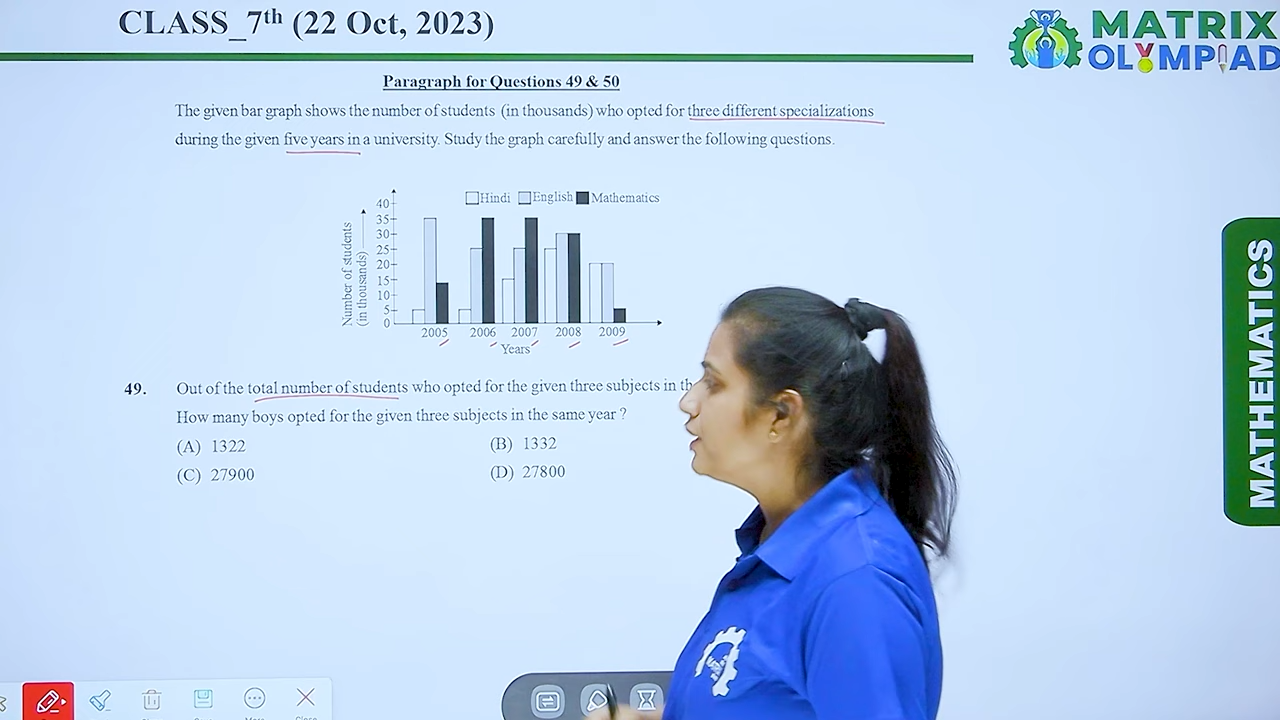 CLASS_7th (22 Oct, 2023)
MATRIX
OLYMPIAD
Paragraph for Questions 49 & 50
The given bar graph shows the number of students (in thousands) who opted for three different specializations
during the given five years in a university. Study the graph carefully and answer the following questions.
Hindi English Mathematics
Number of students
(in thousands)
40
35
30
25
20
15
10
5
0
2005 2006 2007 2008 2009
Years
49. Out of the total number of students who opted for the given three subjects in
How many boys opted for the given three subjects in the same year ?
(A) 1322 (B) 1332
(C) 27900 (D) 27800
MATHEMATICS